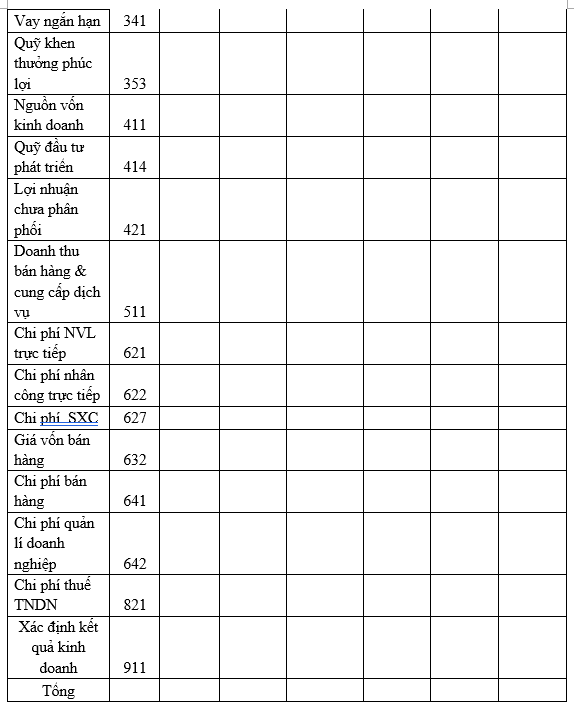 Vay ngắn hạn 341
Quỹ khen
thưởng phúc
lợi 353
Nguồn vốn
kinh doanh 411
Quỹ đầu tư
phát triển 414
Lợi nhuận
chưa phân
phối 421
Doanh thu
bán hàng &
cung cấp dịch
vụ 511
Chi phí NVL
trực tiếp 621
Chi phí nhân
công trực tiếp 622
Chi phí SXC 627
Giá vốn bán
hàng 632
Chi phí bán
hàng 641
Chi phí quản
lí doanh
nghiệp 642
Chi phí thuế
TNDN 821
Xác định kết
quả kinh
doanh 911
Tổng